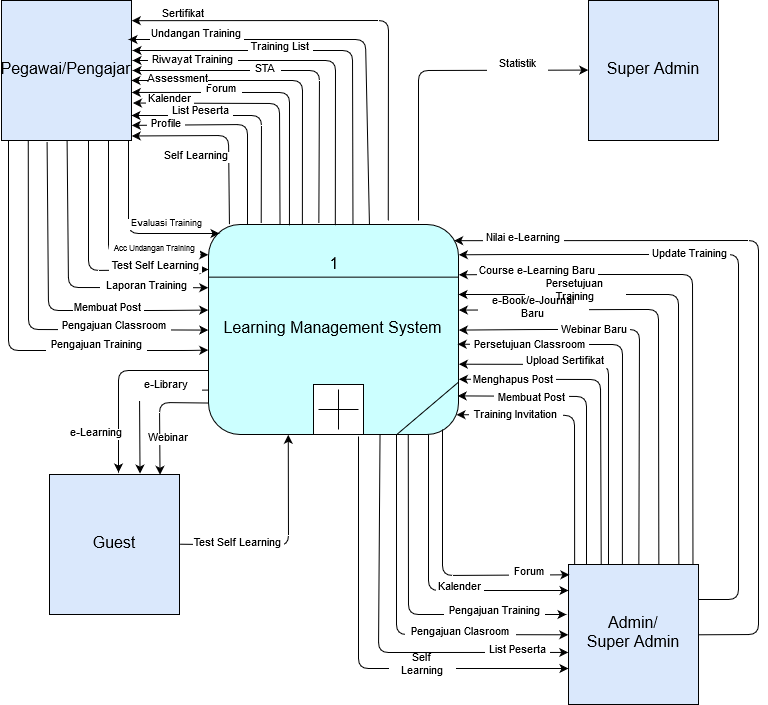 Sertifikat
Undangan Training
Training List
Riwayat Training
STA
Assessment
Forum
Kalender
List Peserta
Profile
Self Learning
Pegawai/Pengajar
Statistik
Super Admin
Evaluasi Training
Acc Undangan Training
Test Self Learning
Laporan Training
Membuat Post
Pengajuan Classroom
Pengajuan Training
1
Learning Management System
Nilai e-Learning
Update Training
Course e-Learning Baru
Persetujuan
Training
e-Book/e-Journal
Baru
Webinar Baru
Persetujuan Classroom
Upload Sertifikat
Menghapus Post
Membuat Post
Training Invitation
e-Library
e-Learning
Webinar
Guest
Test Self Learning
Forum
Kalender
Pengajuan Training
Pengajuan Clasroom
List Peserta
Self
Learning
Admin/
Super Admin